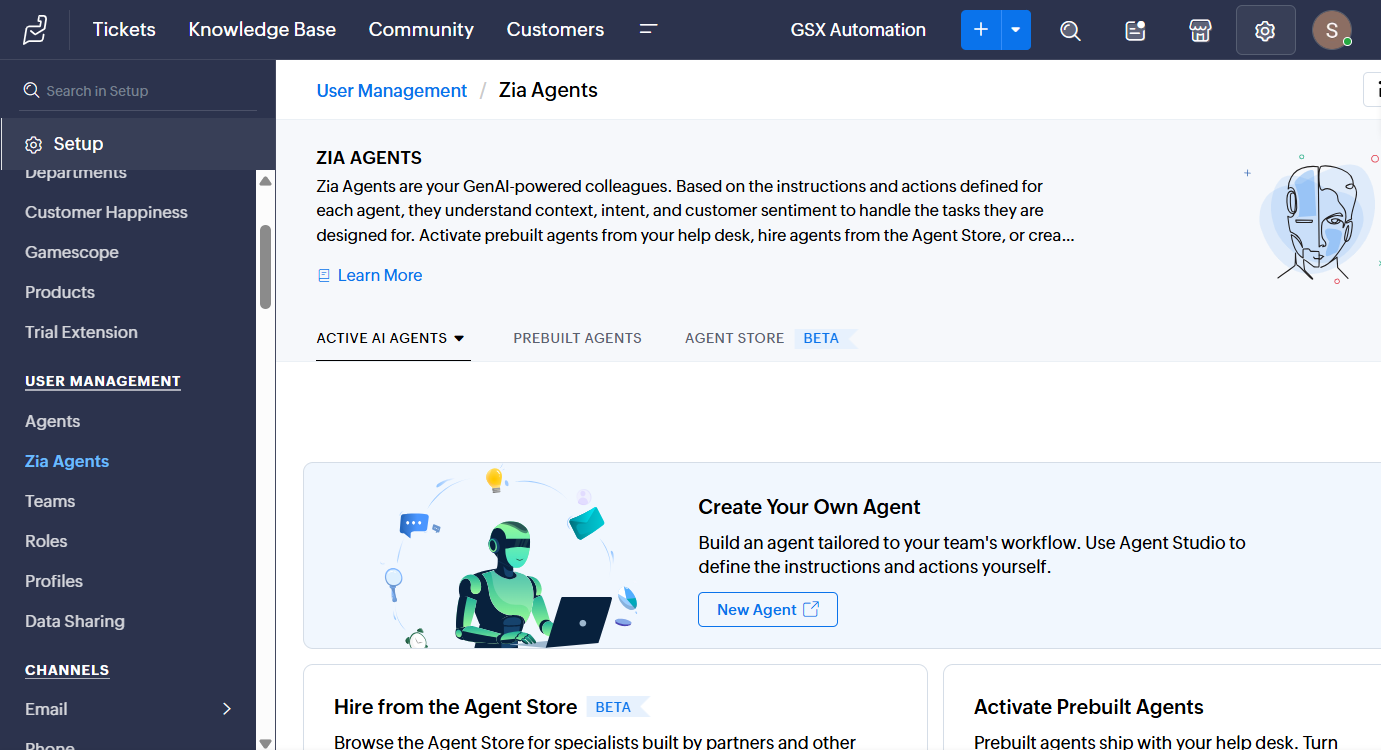 Tickets
Knowledge Base
Community
Customers
GSX Automation
S
Search in Setup
Setup
Departments
Customer Happiness
Gamescope
Products
Trial Extension
USER MANAGEMENT
Agents
Zia Agents
Teams
Roles
Profiles
Data Sharing
CHANNELS
Email
Phone
User Management / Zia Agents
ZIA AGENTS
Zia Agents are your GenAI-powered colleagues. Based on the instructions and actions defined for
each agent, they understand context, intent, and customer sentiment to handle the tasks they are
designed for. Activate prebuilt agents from your help desk, hire agents from the Agent Store, or crea...
Learn More
ACTIVE AI AGENTS
PREBUILT AGENTS
AGENT STORE BETA
Create Your Own Agent
Build an agent tailored to your team's workflow. Use Agent Studio to
define the instructions and actions yourself.
New Agent
Hire from the Agent Store BETA
Browse the Agent Store for specialists built by partners and other
Activate Prebuilt Agents
Prebuilt agents ship with your help desk. Turn